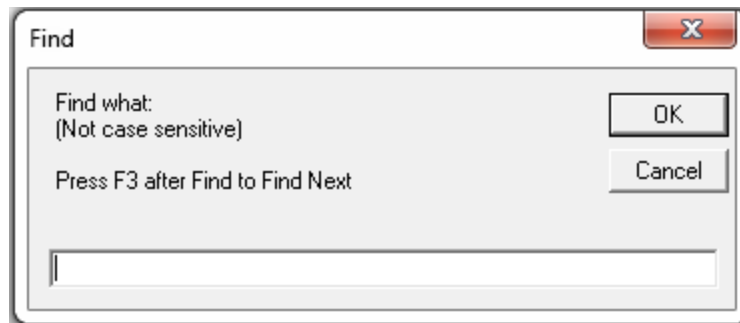 Find
Find what:
(Not case sensitive)
OK
Press F3 after Find to Find Next
Cancel